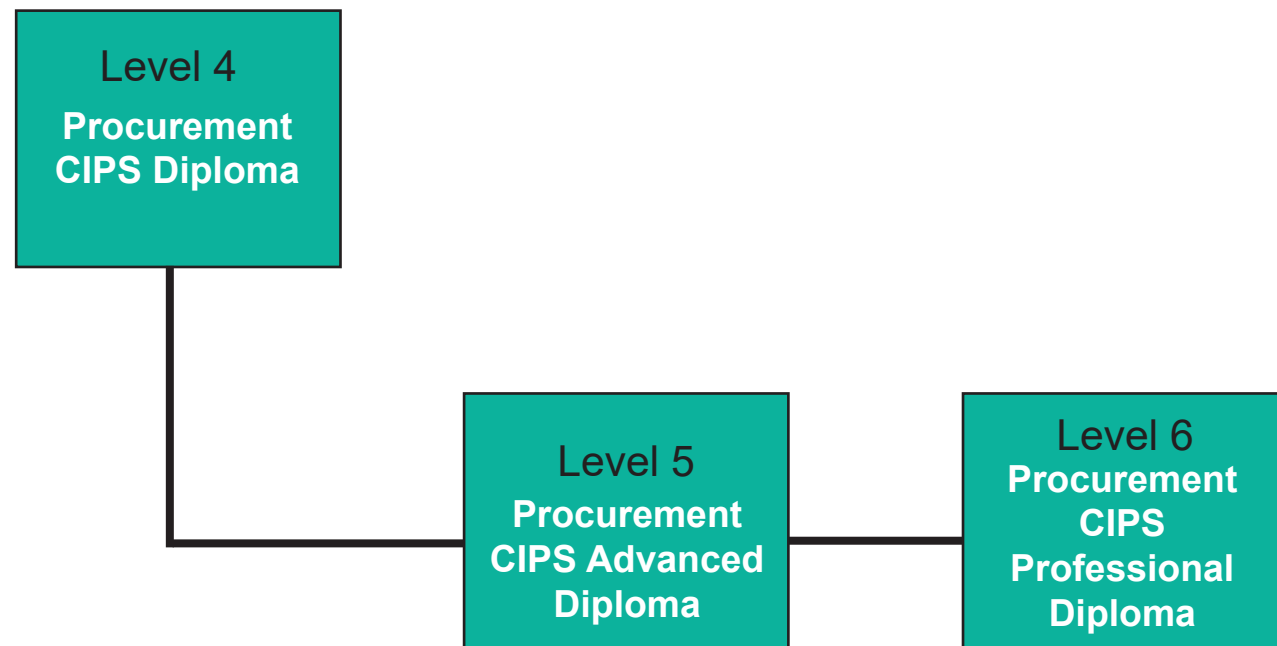 Level 4
Procurement
CIPS Diploma
Level 5
Procurement
CIPS Advanced
Diploma
Level 6
Procurement
CIPS
Professional
Diploma